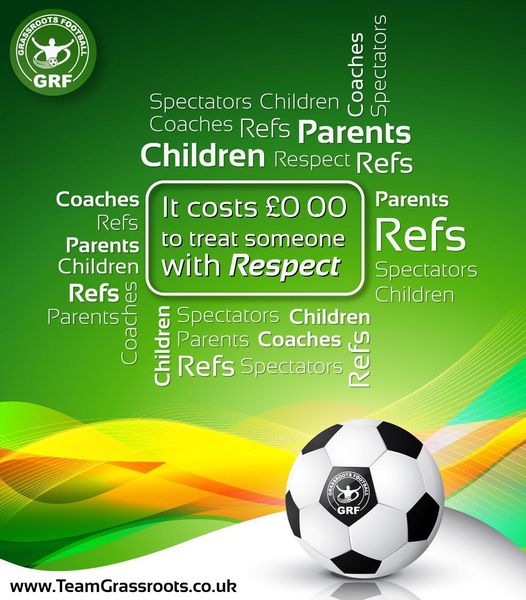 GRASSROOTS FOOTBALL
GRF
Coaches
Spectators
Spectators Children
Coaches Refs Parents
Children Respect Refs
Coaches
Refs
Parents
Children
Refs
Parents
Coaches
It costs £0 00
to treat someone
with Respect
Parents
Refs
Spectators
Children
Children
Spectators Children
Parents Coaches
Refs Spectators
Refs
GRASSROOTS FOOTBALL
GRF
www.TeamGrassroots.co.uk